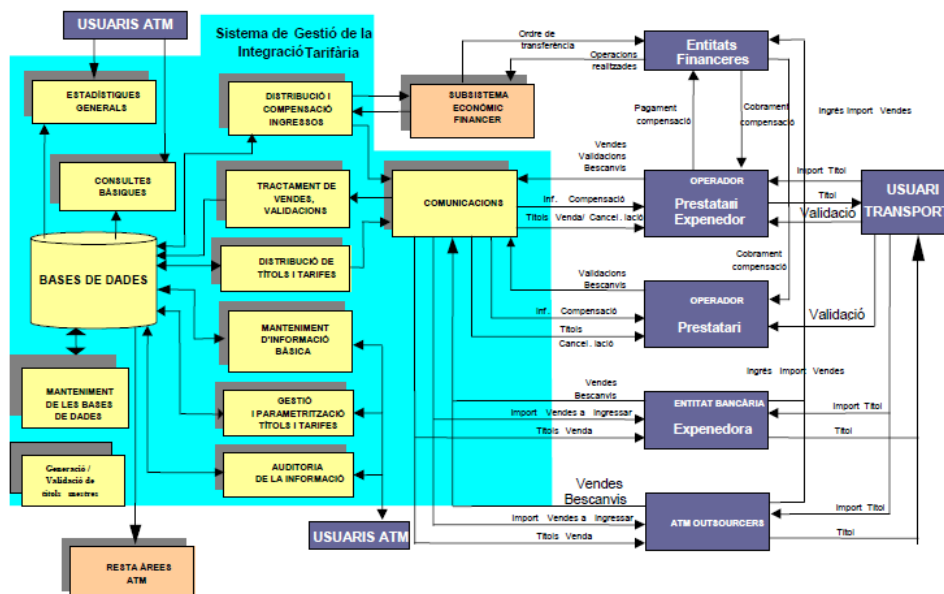 USUARIS ATM
Sistema de Gestió de la
Integració Tarifària
ESTADÍSTIQUES
GENERALS
CONSULTES
BÀSIQUES
BASES DE DADES
MANTENIMENT
DE LES BASES
DE DADES
Generació /
Validació de
títols mestres
RESTA ÀREES
ATM
DISTRIBUCIÓ I
COMPENSACIÓ
INGRESSOS
TRACTAMENT DE
VENDES,
VALIDACIONS
DISTRIBUCIÓ DE
TÍTOLS I TARIFES
MANTENIMENT
D'INFORMACIÓ
BÀSICA
GESTIÓ
I PARAMETRITZACIÓ
TÍTOLS I TARIFES
AUDITORIA
DE LA INFORMACIÓ
USUARIS ATM
SUBSISTEMA
ECONÒMIC
FINANCER
COMUNICACIONS
Ordre de
transferència
Operacions
realitzades
Entitats
Financeres
Pagament
compensació
Cobrament
compensació
Ingrés Import Vendes
Vendes
Validacions
Bescanvis
Inf. Compensació
Títols Venda/ Cancel.lació
OPERADOR
Prestatari
Expenedor
Import Títol
Títol
Validació
USUARI
TRANSPORT
Validacions
Bescanvis
Cobrament
compensació
Inf. Compensació
Títols
Cancel.lació
OPERADOR
Prestatari
Validació
Ingrés Import Vendes
Vendes
Bescanvis
Import Vendes a Ingressar
Títols Venda
ENTITAT BANCÀRIA
Expenedora
Import Títol
Títol
Vendes
Bescanvis
Import Vendes a Ingressar
Títols Venda
ATM OUTSOURCERS
Import Títol
Títol